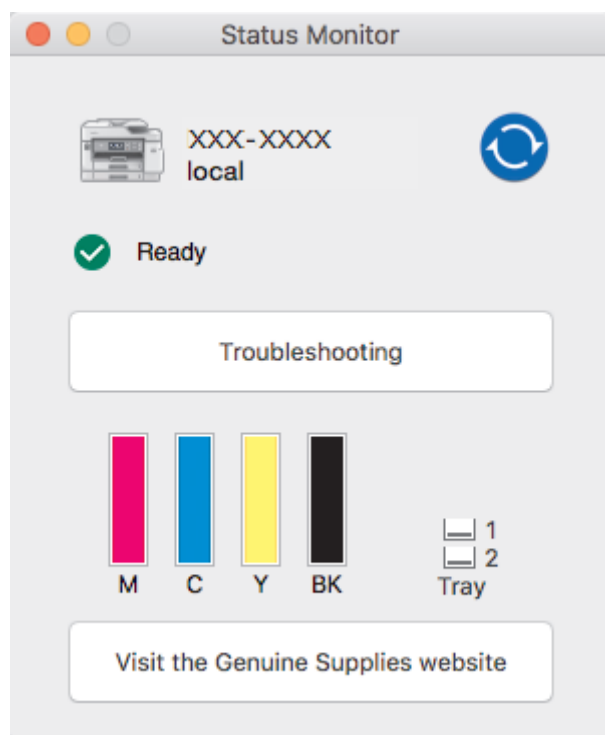 Status Monitor
XXX-XXXX
local
Ready
Troubleshooting
1
2
M C Y BK Tray
Visit the Genuine Supplies website